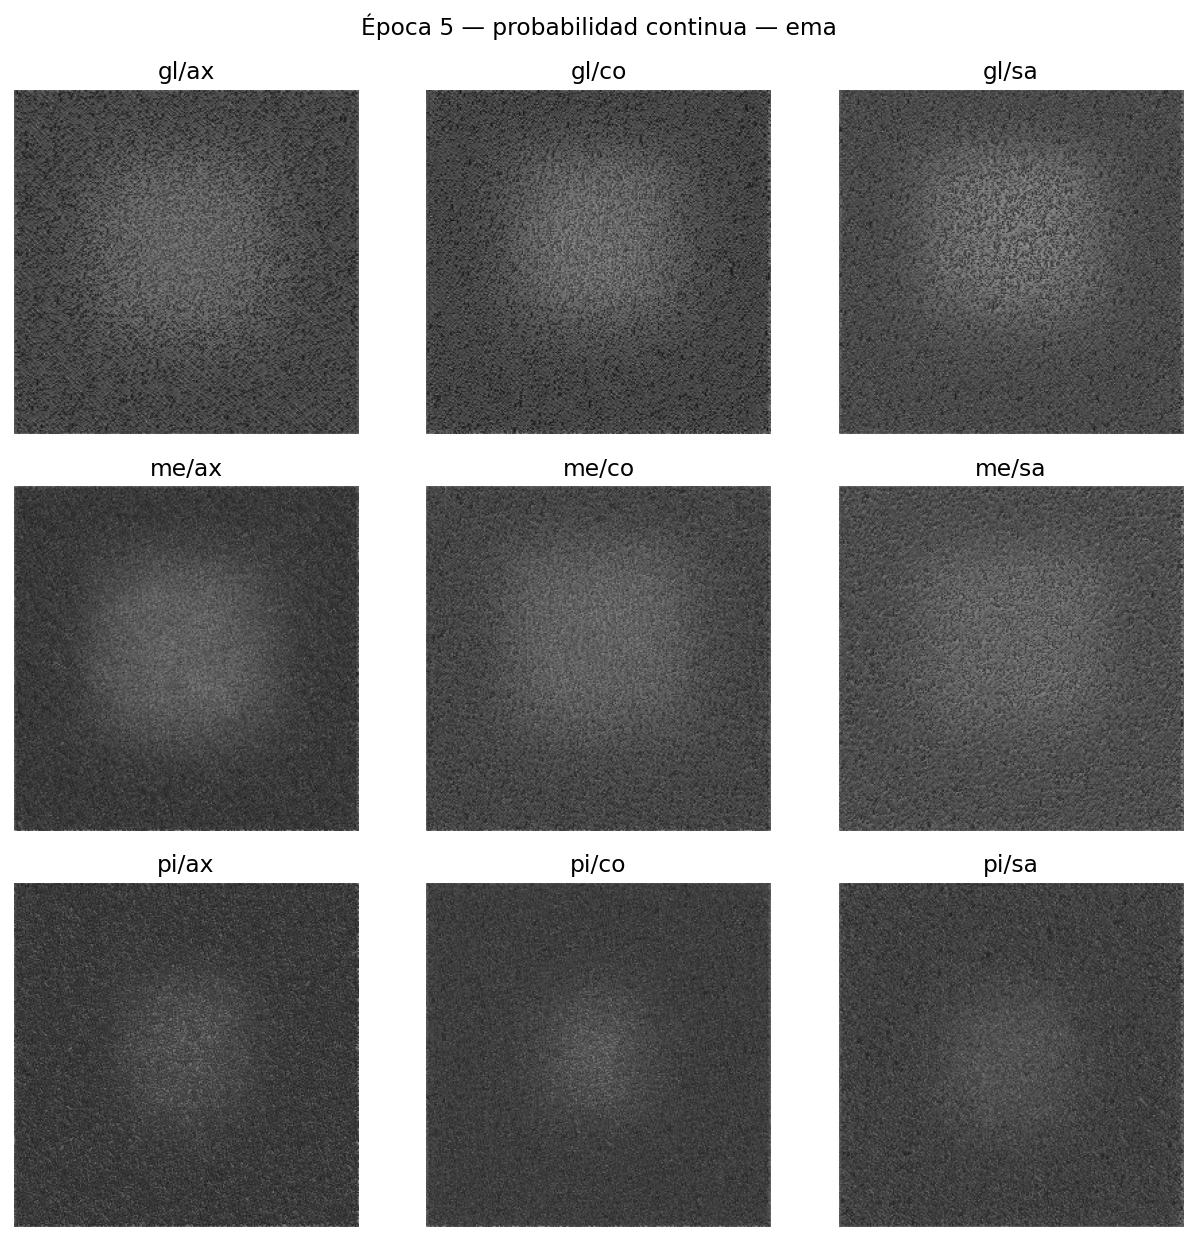 Época 5 — probabilidad continua — ema
gl/ax gl/co gl/sa
me/ax me/co me/sa
pi/ax pi/co pi/sa